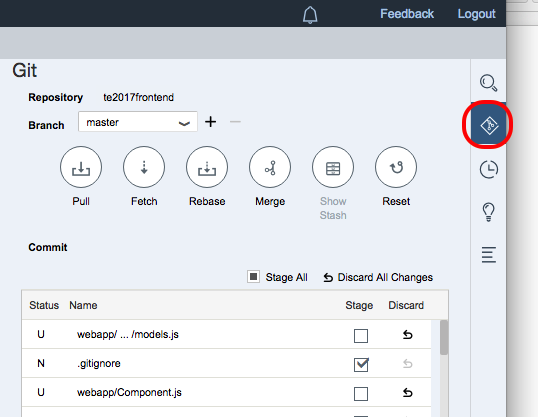 Feedback Logout
Git
Repository te2017frontend
Branch master
Pull Fetch Rebase Merge Show Stash Reset
Commit
Stage All Discard All Changes
Status Name Stage Discard
U webapp/ ... /models.js
N .gitignore
U webapp/Component.js